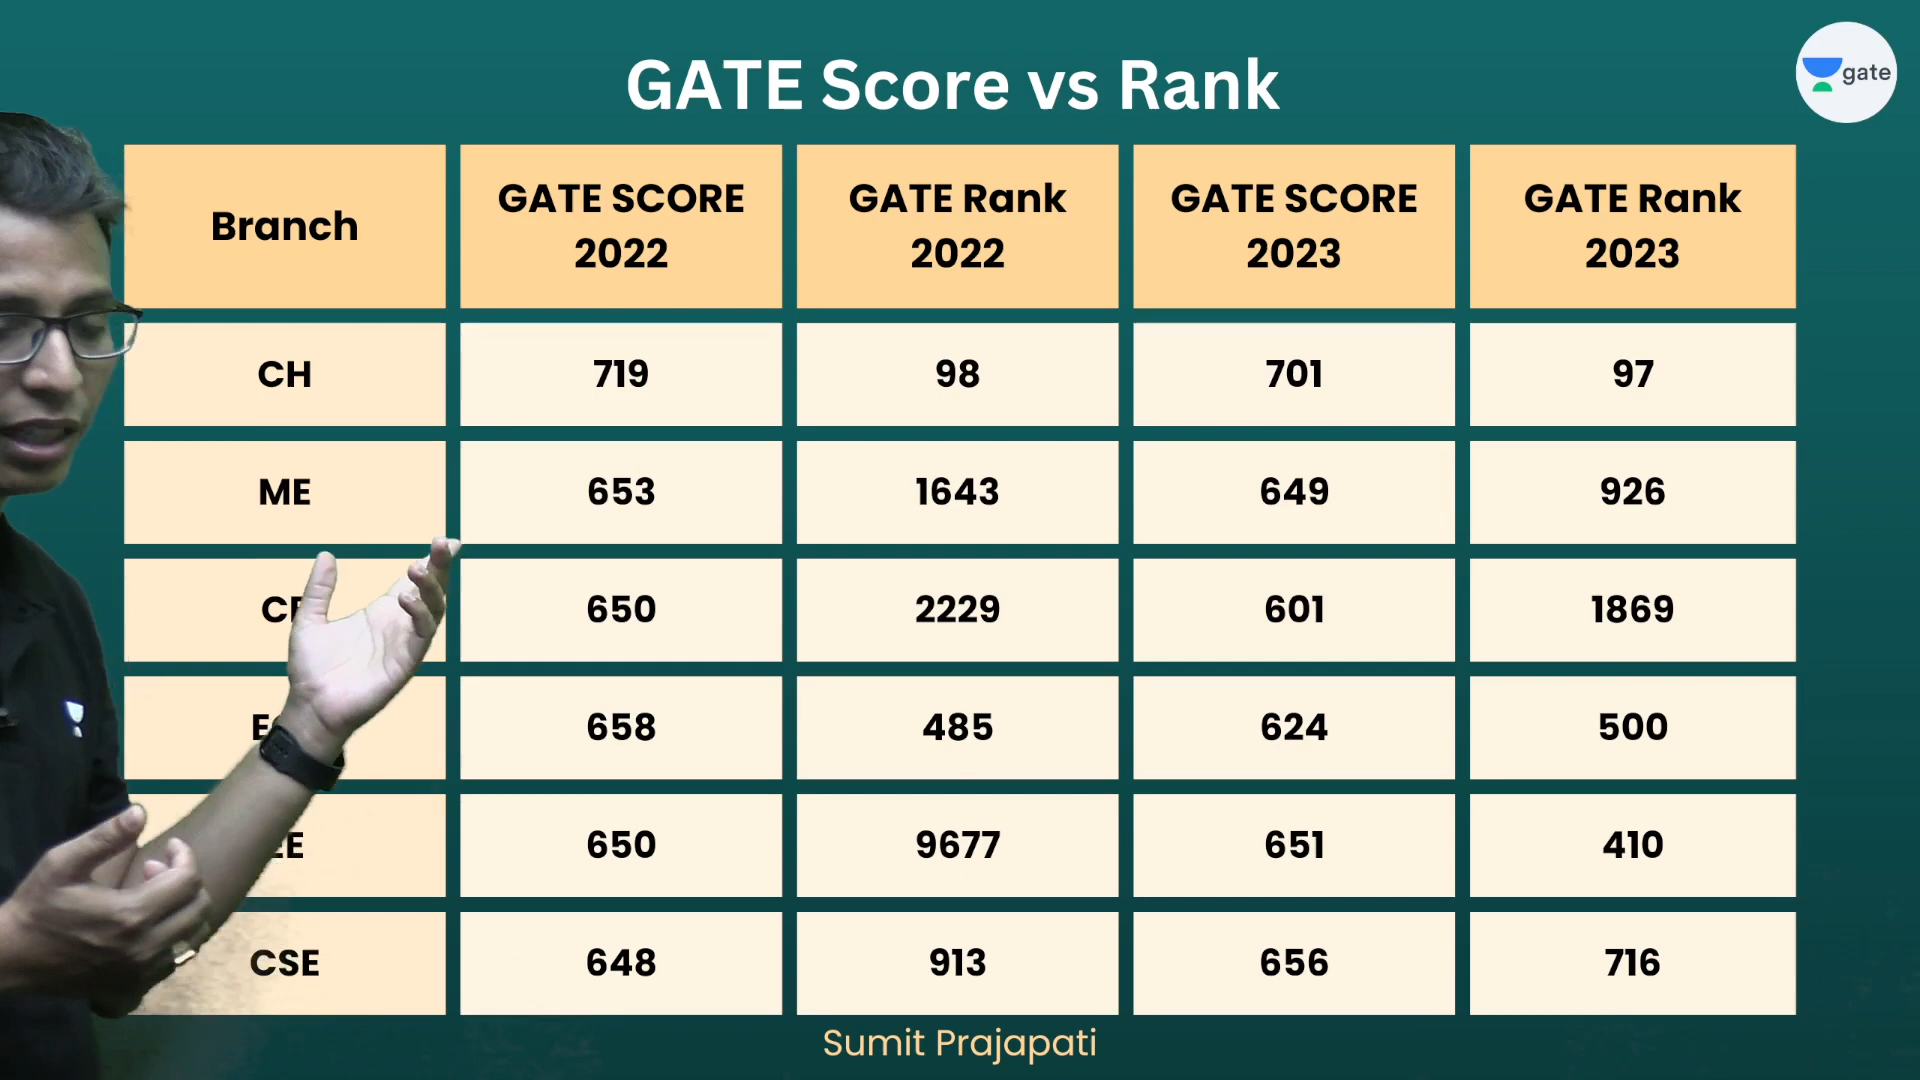 GATE Score vs Rank
gate
Branch
GATE SCORE 2022
GATE Rank 2022
GATE SCORE 2023
GATE Rank 2023
CH 719 98 701 97
ME 653 1643 649 926
650 2229 601 1869
658 485 624 500
650 9677 651 410
CSE 648 913 656 716
Sumit Prajapati